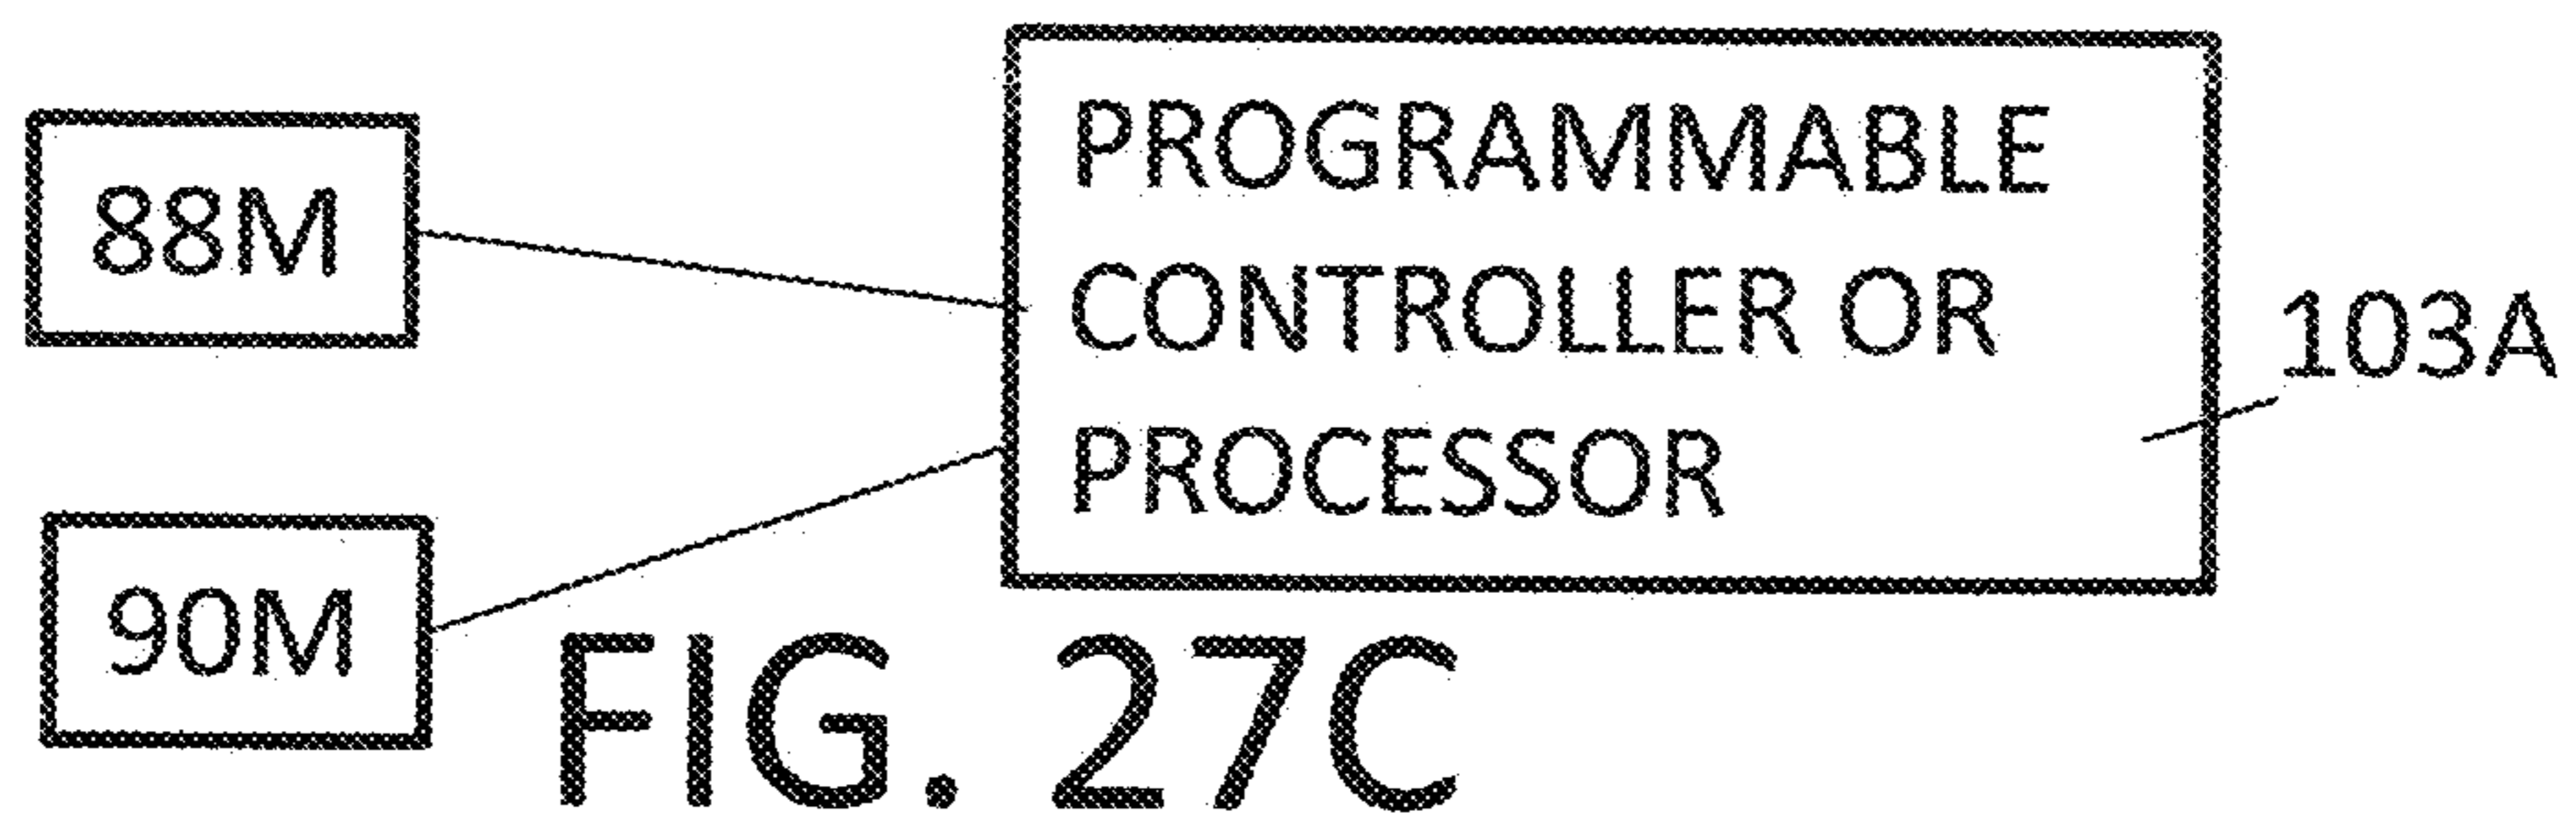 88M
PROGRAMMABLE
CONTROLLER OR
PROCESSOR
103A
90M
FIG. 27C